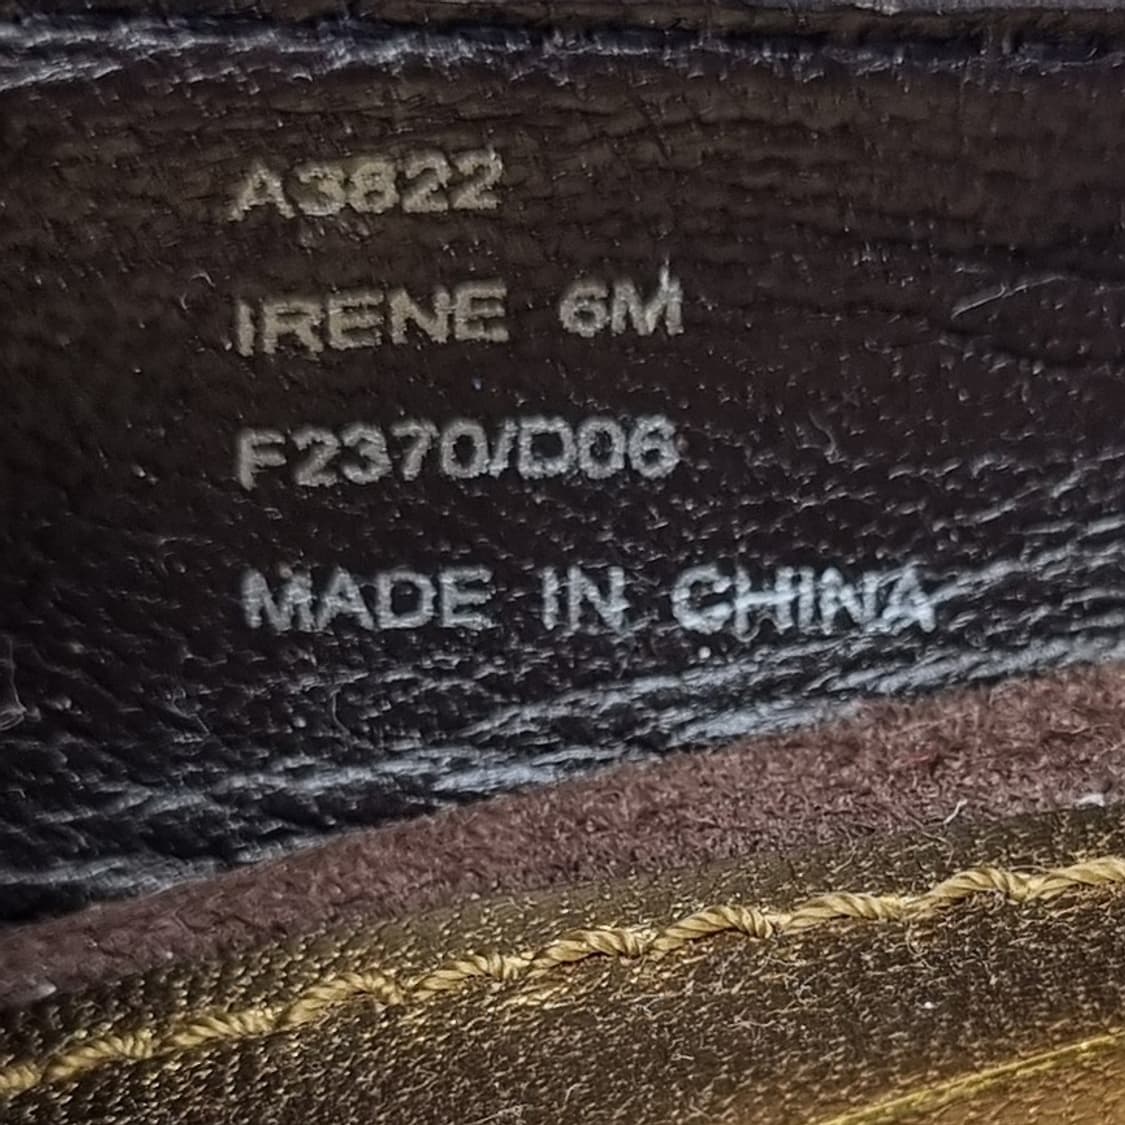 A3822
IRENE 6M
F2370/D06
MADE IN CHINA